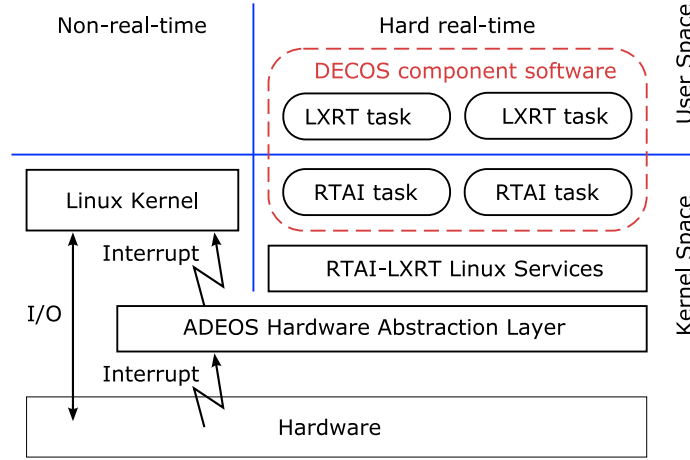 Non-real-time
Hard real-time
User Space
DECOS component software
LXRT task
LXRT task
RTAI task
RTAI task
Linux Kernel
Interrupt
RTAI-LXRT Linux Services
Kernel Space
I/O
ADEOS Hardware Abstraction Layer
Interrupt
Hardware